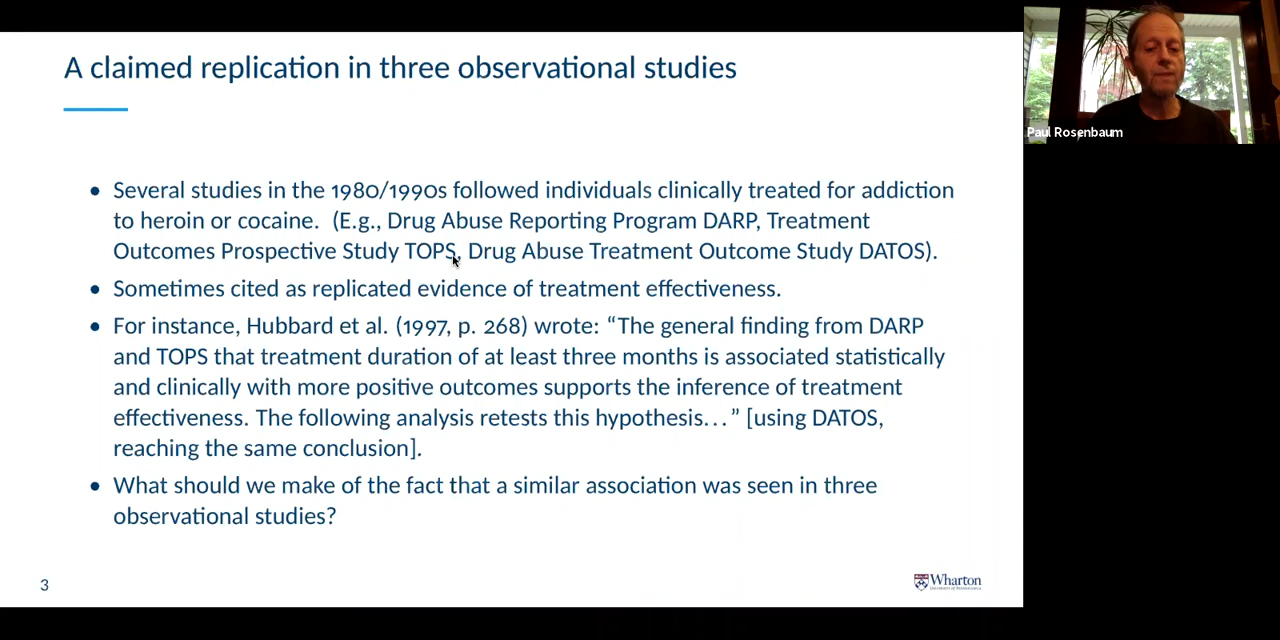 A claimed replication in three observational studies
• Several studies in the 1980/1990s followed individuals clinically treated for addiction
to heroin or cocaine. (E.g., Drug Abuse Reporting Program DARP, Treatment
Outcomes Prospective Study TOPS, Drug Abuse Treatment Outcome Study DATOS).
• Sometimes cited as replicated evidence of treatment effectiveness.
• For instance, Hubbard et al. (1997, p. 268) wrote: “The general finding from DARP
and TOPS that treatment duration of at least three months is associated statistically
and clinically with more positive outcomes supports the inference of treatment
effectiveness. The following analysis retests this hypothesis…” [using DATOS,
reaching the same conclusion].
• What should we make of the fact that a similar association was seen in three
observational studies?
3
Wharton
University of Pennsylvania
Paul Rosenbaum